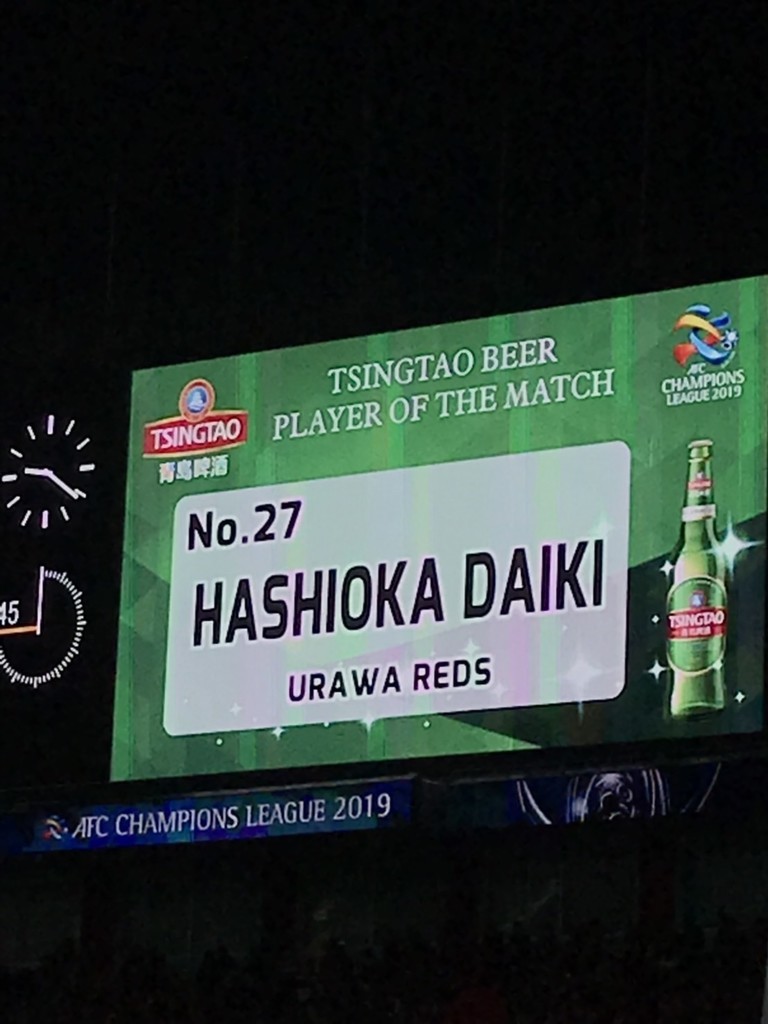 TSINGTAO BEER
PLAYER OF THE MATCH
TSINGTAO
青島啤酒
AFC
CHAMPIONS
LEAGUE 2019
No.27
HASHIOKA DAIKI
URAWA REDS
TSINGTAO
45
AFC CHAMPIONS LEAGUE 2019